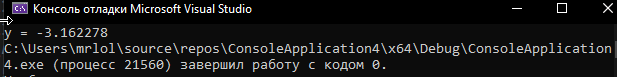 Консоль отладки Microsoft Visual Studio
y = -3.162278
C:\Users\mrlol\source\repos\ConsoleApplication4\x64\Debug\ConsoleApplication
4.exe (процесс 21560) завершил работу с кодом 0.